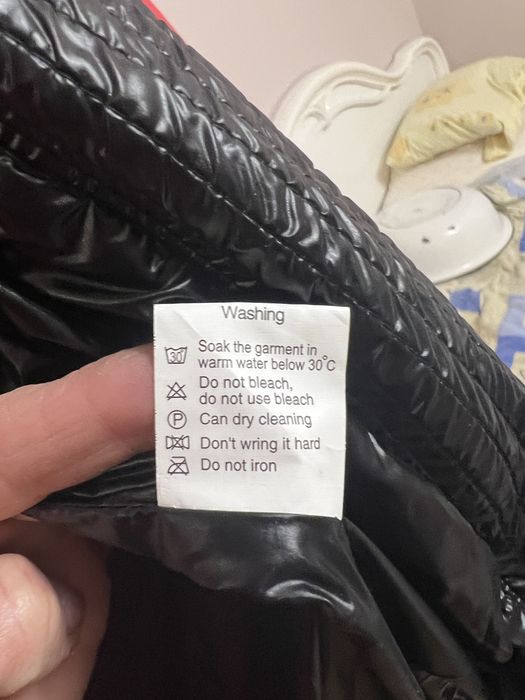 Washing
30 Soak the garment in
warm water below 30°C
Do not bleach,
do not use bleach
P Can dry cleaning
Don't wring it hard
Do not iron